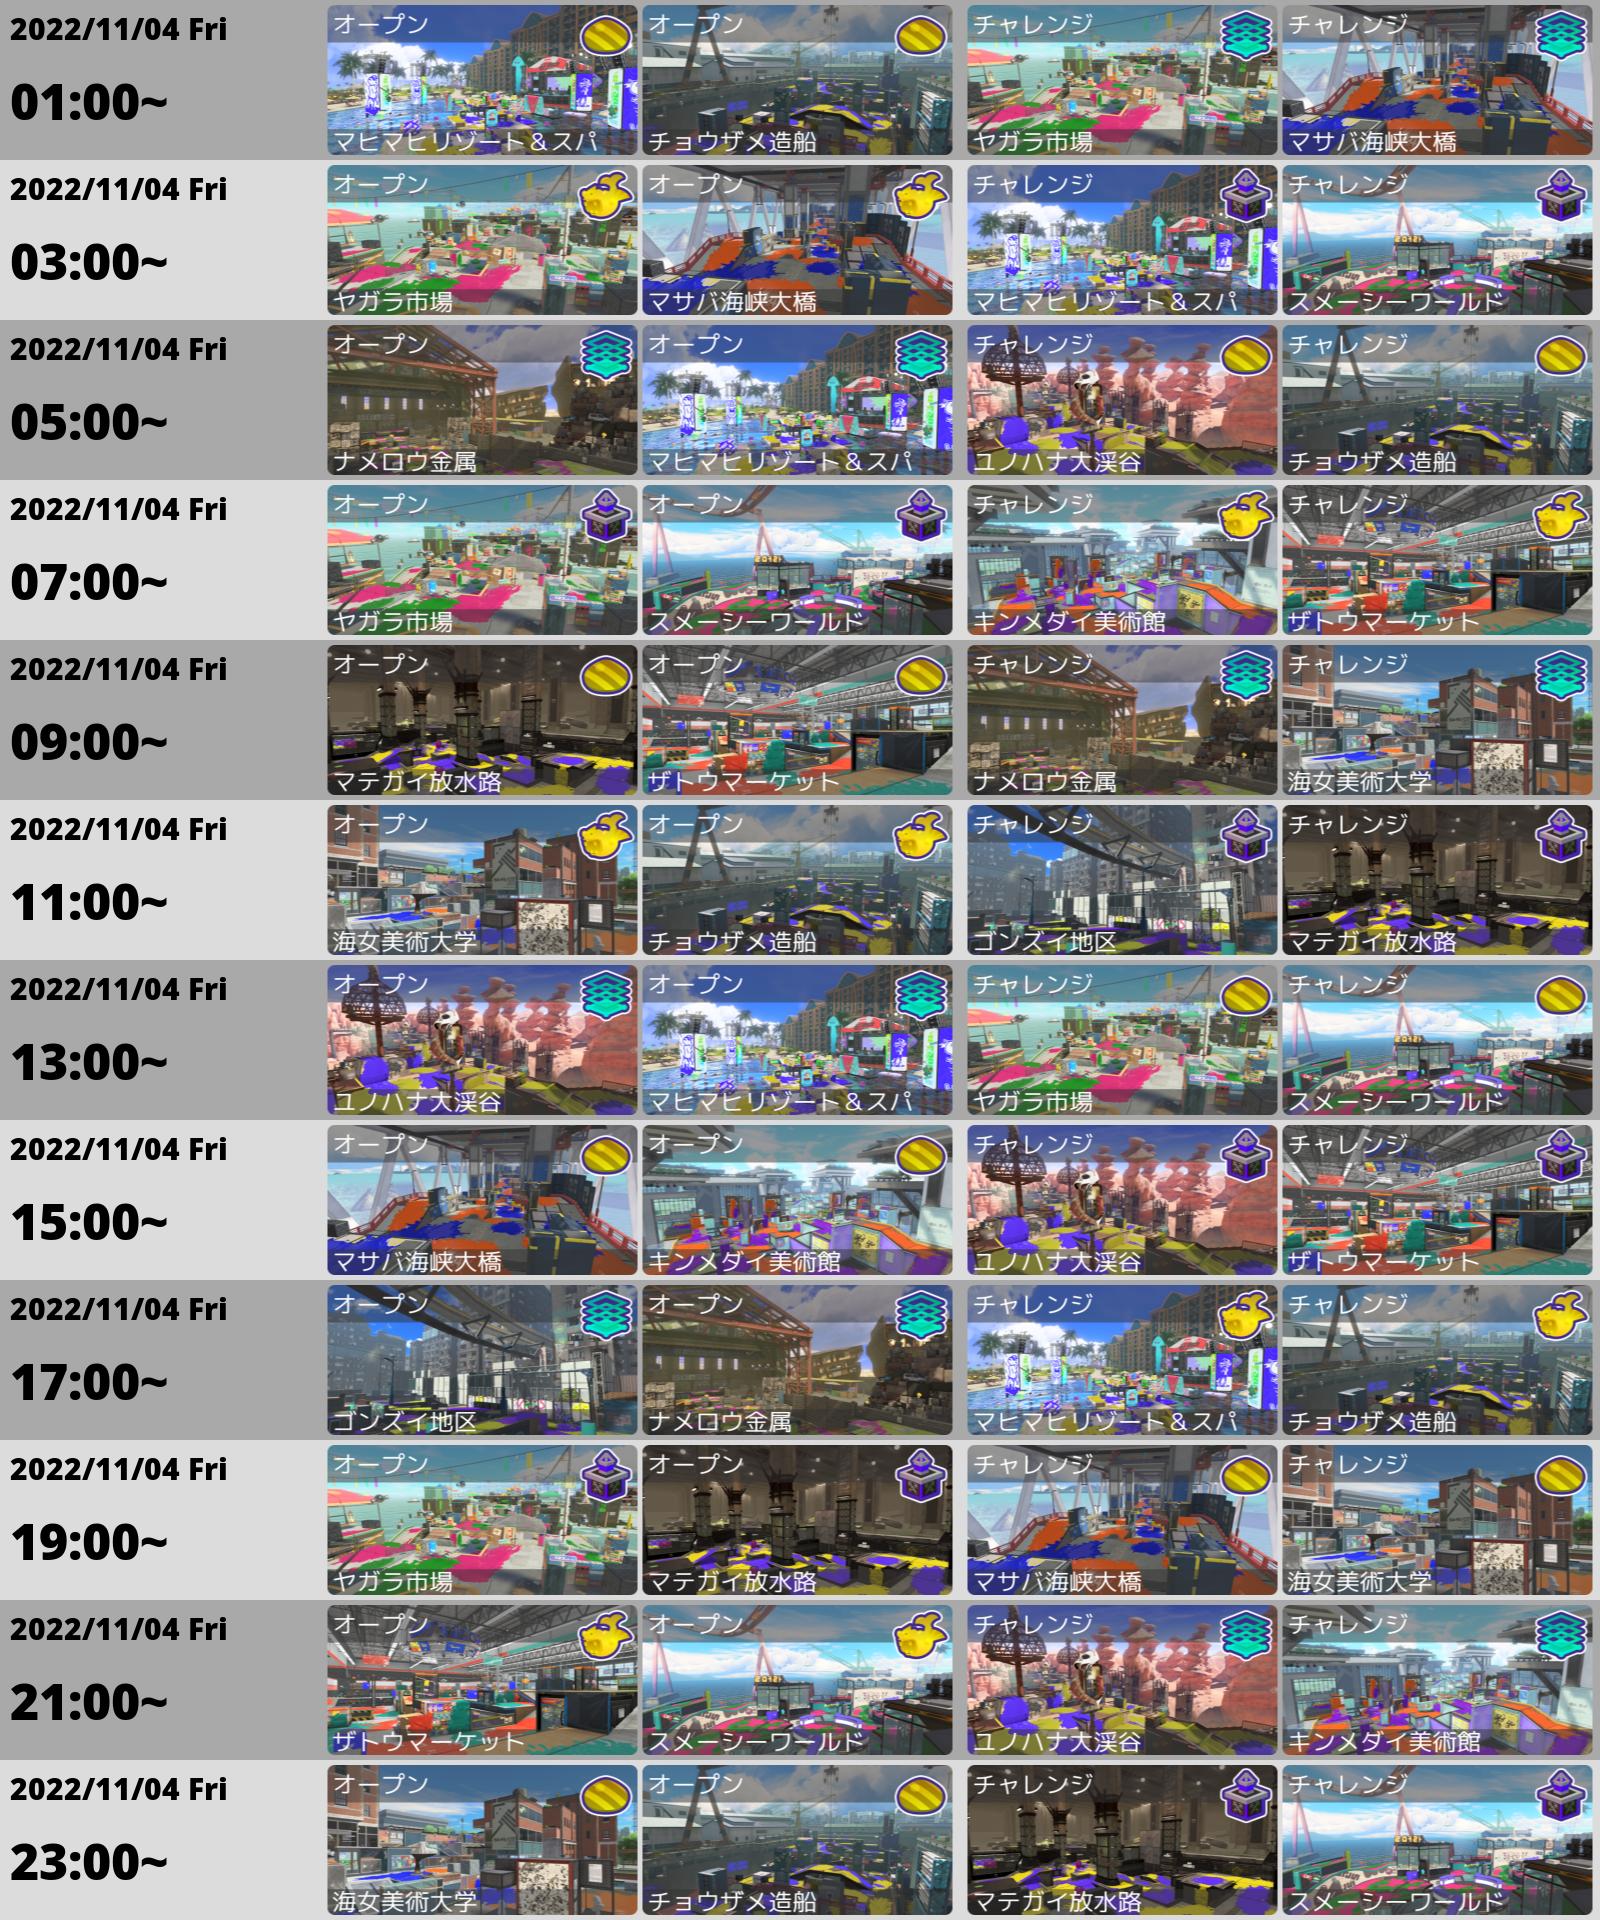 2022/11/04 Fri
01:00~
オープン オープン チャレンジ チャレンジ
マヒマヒリゾート＆スパ チョウザメ造船 ヤガラ市場 マサバ海峡大橋
2022/11/04 Fri
03:00~
オープン オープン チャレンジ チャレンジ
ヤガラ市場 マサバ海峡大橋 マヒマヒリゾート＆スパ スメーシーワールド
2022/11/04 Fri
05:00~
オープン オープン チャレンジ チャレンジ
ナメロウ金属 マヒマヒリゾート＆スパ ユノハナ大渓谷 チョウザメ造船
2022/11/04 Fri
07:00~
オープン オープン チャレンジ チャレンジ
ヤガラ市場 スメーシーワールド キンメダイ美術館 ザトウマーケット
2022/11/04 Fri
09:00~
オープン オープン チャレンジ チャレンジ
マテガイ放水路 ザトウマーケット ナメロウ金属 海女美術大学
2022/11/04 Fri
11:00~
オープン オープン チャレンジ チャレンジ
海女美術大学 チョウザメ造船 ゴンズイ地区 マテガイ放水路
2022/11/04 Fri
13:00~
オープン オープン チャレンジ チャレンジ
ユノハナ大渓谷 マヒマヒリゾート＆スパ ヤガラ市場 スメーシーワールド
2022/11/04 Fri
15:00~
オープン オープン チャレンジ チャレンジ
マサバ海峡大橋 キンメダイ美術館 ユノハナ大渓谷 ザトウマーケット
2022/11/04 Fri
17:00~
オープン オープン チャレンジ チャレンジ
ゴンズイ地区 ナメロウ金属 マヒマヒリゾート＆スパ チョウザメ造船
2022/11/04 Fri
19:00~
オープン オープン チャレンジ チャレンジ
ヤガラ市場 マテガイ放水路 マサバ海峡大橋 海女美術大学
2022/11/04 Fri
21:00~
オープン オープン チャレンジ チャレンジ
ザトウマーケット スメーシーワールド ユノハナ大渓谷 キンメダイ美術館
2022/11/04 Fri
23:00~
オープン オープン チャレンジ チャレンジ
海女美術大学 チョウザメ造船 マテガイ放水路 スメーシーワールド